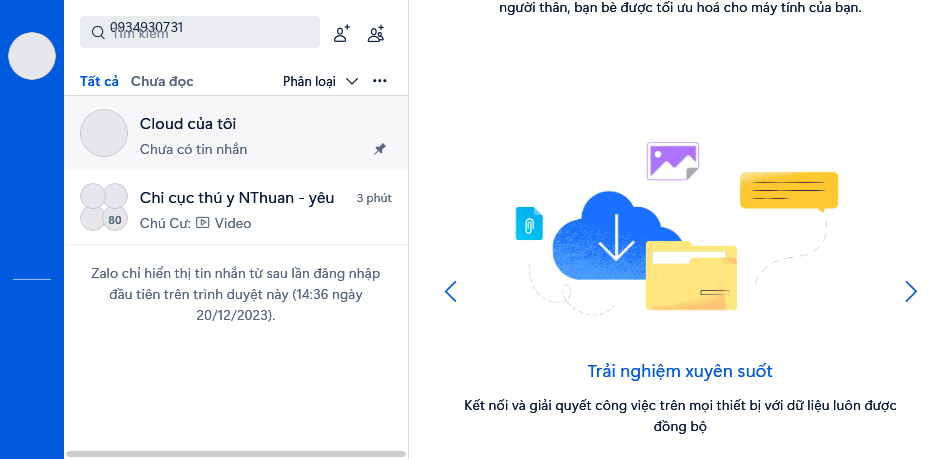 0934930731
Tìm kiếm
Tất cả Chưa đọc Phân loại
Cloud của tôi
Chưa có tin nhắn
Chi cục thú y NThuan - yêu 3 phút
80
Chú Cư: Video
Zalo chỉ hiển thị tin nhắn từ sau lần đăng nhập
đầu tiên trên trình duyệt này (14:36 ngày
20/12/2023).
người thân, bạn bè được tối ưu hoá cho máy tính của bạn.
Trải nghiệm xuyên suốt
Kết nối và giải quyết công việc trên mọi thiết bị với dữ liệu luôn được
đồng bộ